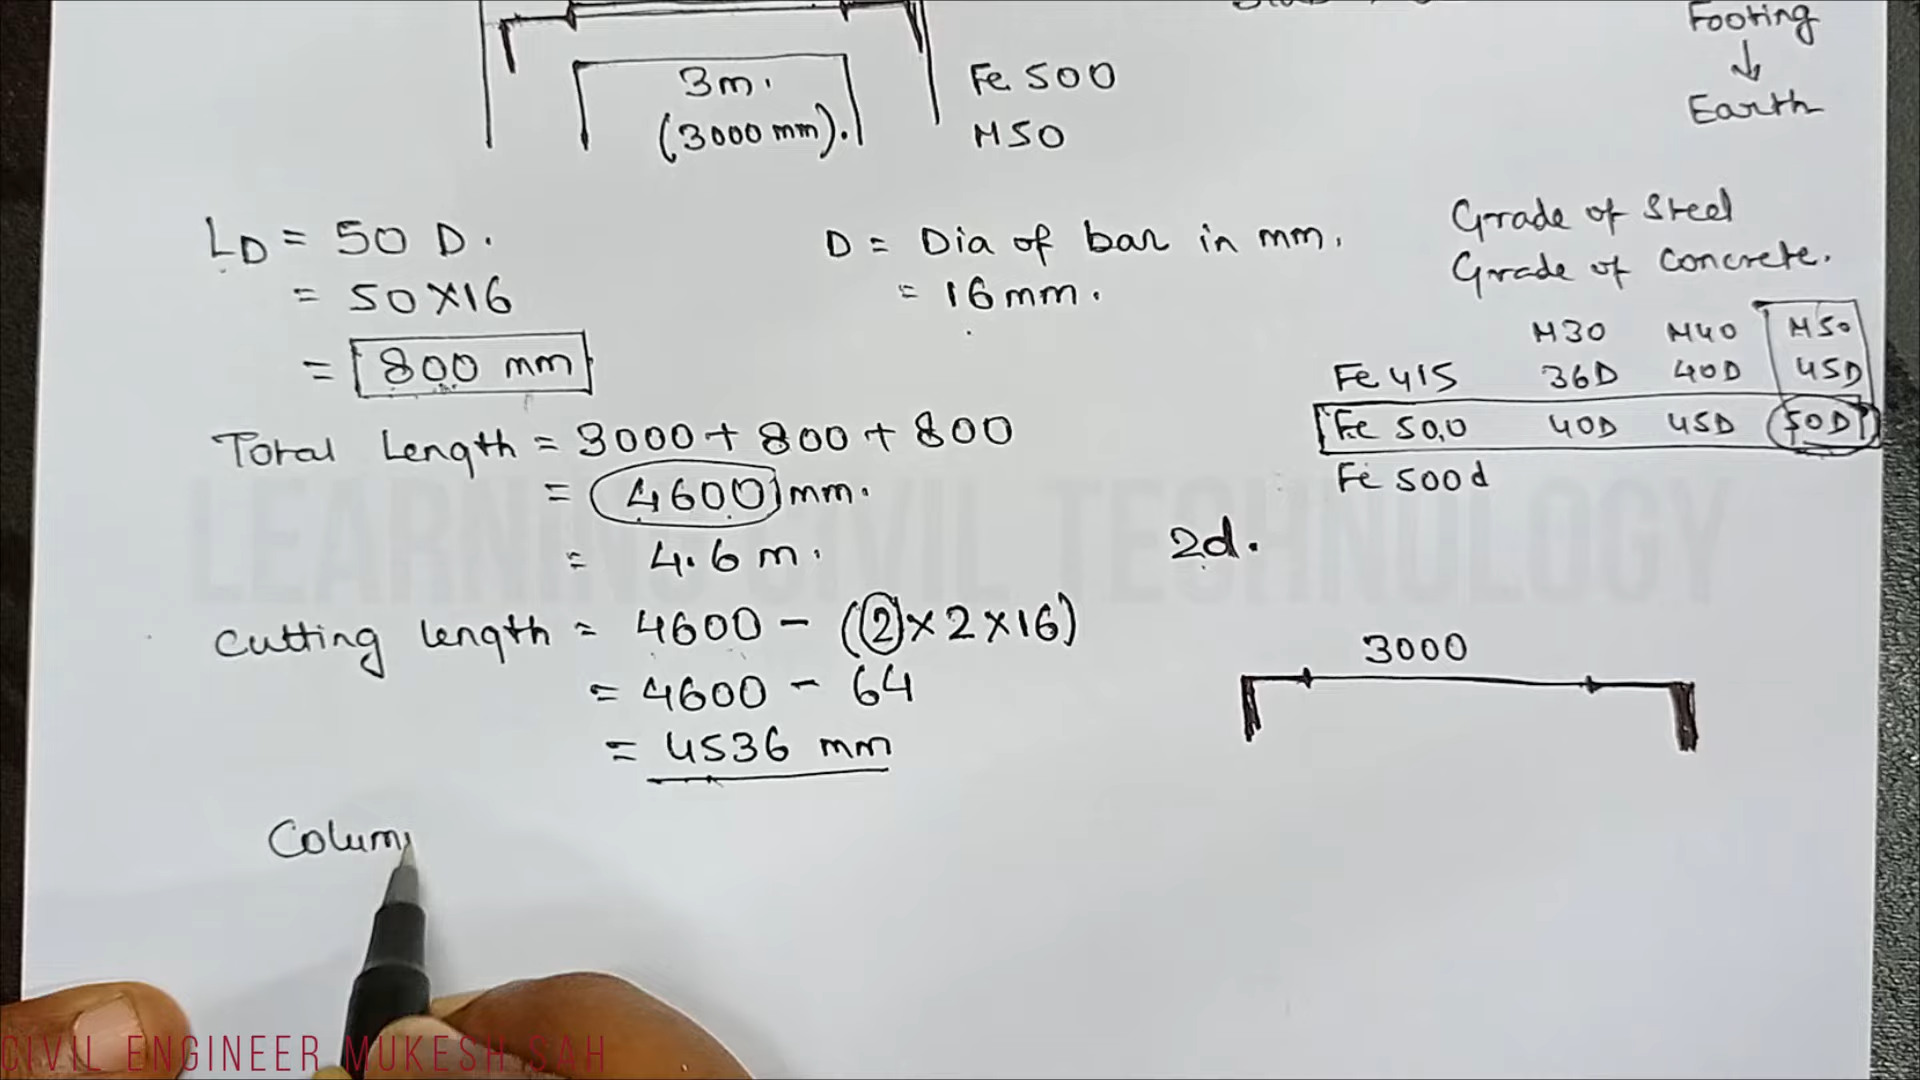 Footing
↓
Earth
3m.
(3000 mm).
Fe 500
M50
LD = 50 D.
= 50×16
= 800 mm
D = Dia of bar in mm.
= 16mm.
Grade of Steel
Grade of Concrete.
M30 M40 M50
Fe 415 36D 40D 45D
Fe 500 40D 45D 50D
Fe 500d
Total Length = 3000 + 800 + 800
= 4600 mm.
= 4.6 m.
2d.
Cutting length = 4600 - (2×2×16)
= 4600 - 64
= 4536 mm
3000
Colum
LEARNING CIVIL TECHNOLOGY
CIVIL ENGINEER MUKESH SAH